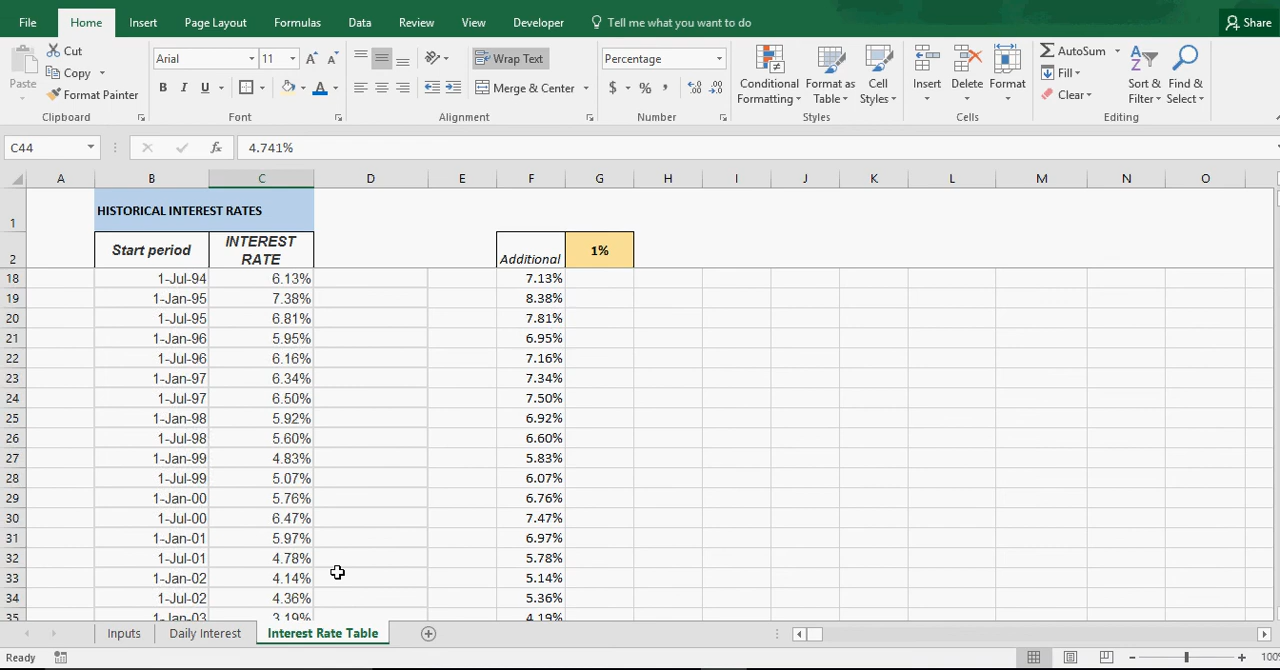 File Home Insert Page Layout Formulas Data Review View Developer Tell me what you want to do Share
Paste Cut Copy Format Painter Clipboard
Arial 11 A A B I U A Font
Wrap Text Merge & Center Alignment
Percentage $ % , Number
Conditional Formatting Format as Table Cell Styles Styles
Insert Delete Format Cells
AutoSum Fill Clear Sort & Filter Find & Select Editing
C44 fx 4.741%
A B C D E F G H I J K L M N O
1 HISTORICAL INTEREST RATES
2 Start period INTEREST RATE Additional 1%
18 1-Jul-94 6.13% 7.13%
19 1-Jan-95 7.38% 8.38%
20 1-Jul-95 6.81% 7.81%
21 1-Jan-96 5.95% 6.95%
22 1-Jul-96 6.16% 7.16%
23 1-Jan-97 6.34% 7.34%
24 1-Jul-97 6.50% 7.50%
25 1-Jan-98 5.92% 6.92%
26 1-Jul-98 5.60% 6.60%
27 1-Jan-99 4.83% 5.83%
28 1-Jul-99 5.07% 6.07%
29 1-Jan-00 5.76% 6.76%
30 1-Jul-00 6.47% 7.47%
31 1-Jan-01 5.97% 6.97%
32 1-Jul-01 4.78% 5.78%
33 1-Jan-02 4.14% 5.14%
34 1-Jul-02 4.36% 5.36%
35 1-Jan-03 3.19% 4.19%
Inputs Daily Interest Interest Rate Table
Ready 100%